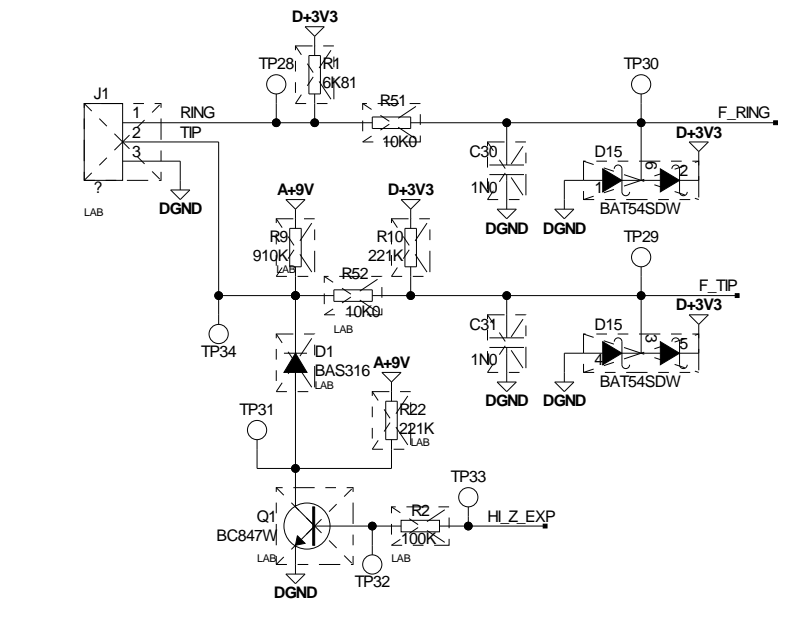 D+3V3
TP28
R1
6K81
TP30
J1
R51
1
RING
F_RING
2
TIP
10K0
D+3V3
3
C30
D15
6
2
?
1N0
1
LAB
DGND
BAT54SDW
A+9V
D+3V3
DGND
DGND
R9
R10
TP29
910K
221K
LAB
R52
F_TIP
10K0
D+3V3
LAB
C31
D15
3
5
TP34
D1
1N0
4
BAS316
A+9V
BAT54SDW
LAB
DGND
DGND
TP31
R22
221K
LAB
TP33
Q1
R2
HI_Z_EXP
BC847W
100K
LAB
LAB
TP32
DGND